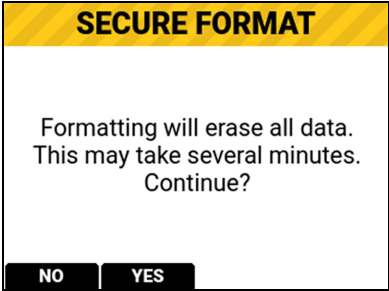 SECURE FORMAT
Formatting will erase all data.
This may take several minutes.
Continue?
NO YES